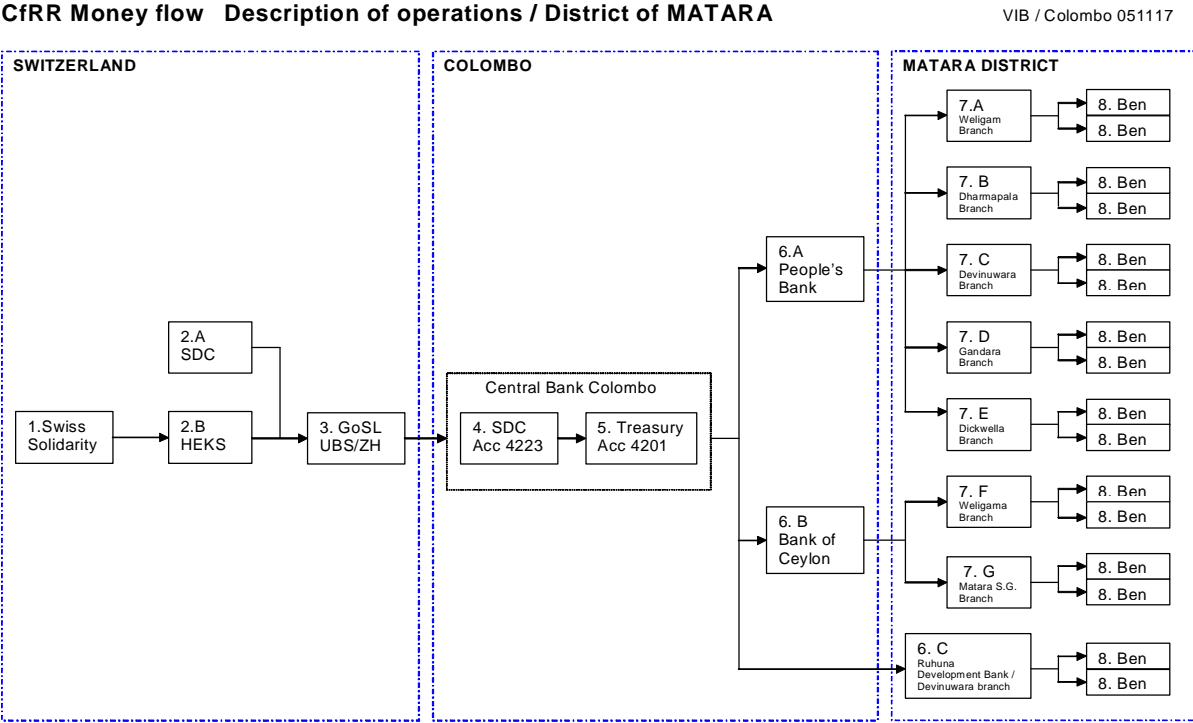 CfRR Money flow Description of operations / District of MATARA
VIB / Colombo 051117
SWITZERLAND
COLOMBO
MATARA DISTRICT
1.Swiss
Solidarity
2.A
SDC
2.B
HEKS
3. GoSL
UBS/ZH
Central Bank Colombo
4. SDC
Acc 4223
5. Treasury
Acc 4201
6.A
People's
Bank
6. B
Bank of
Ceylon
7.A
Weligam
Branch
8. Ben
8. Ben
7. B
Dharmapala
Branch
8. Ben
8. Ben
7. C
Devinuwara
Branch
8. Ben
8. Ben
7. D
Gandara
Branch
8. Ben
8. Ben
7. E
Dickwella
Branch
8. Ben
8. Ben
7. F
Weligama
Branch
8. Ben
8. Ben
7. G
Matara S.G.
Branch
8. Ben
8. Ben
6. C
Ruhuna
Development Bank /
Devinuwara branch
8. Ben
8. Ben